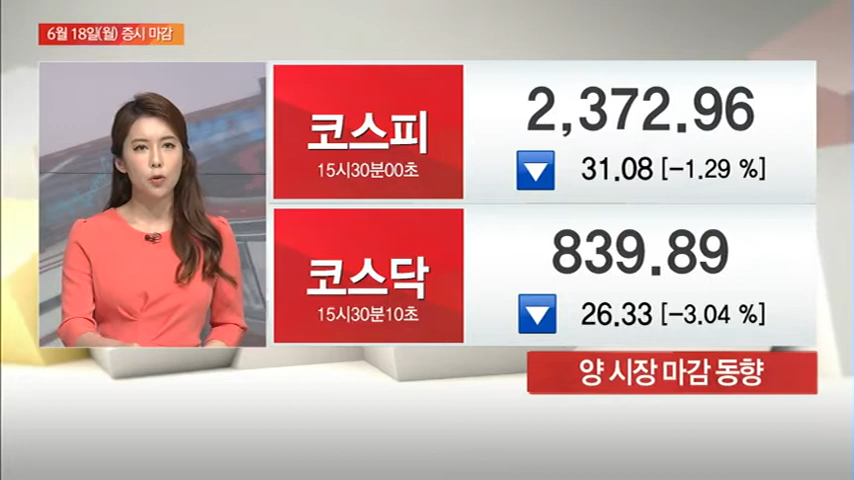 6월 18일(월) 증시 마감
코스피
15시30분00초
2,372.96
▼ 31.08 [-1.29 %]
코스닥
15시30분10초
839.89
▼ 26.33 [-3.04 %]
양 시장 마감 동향